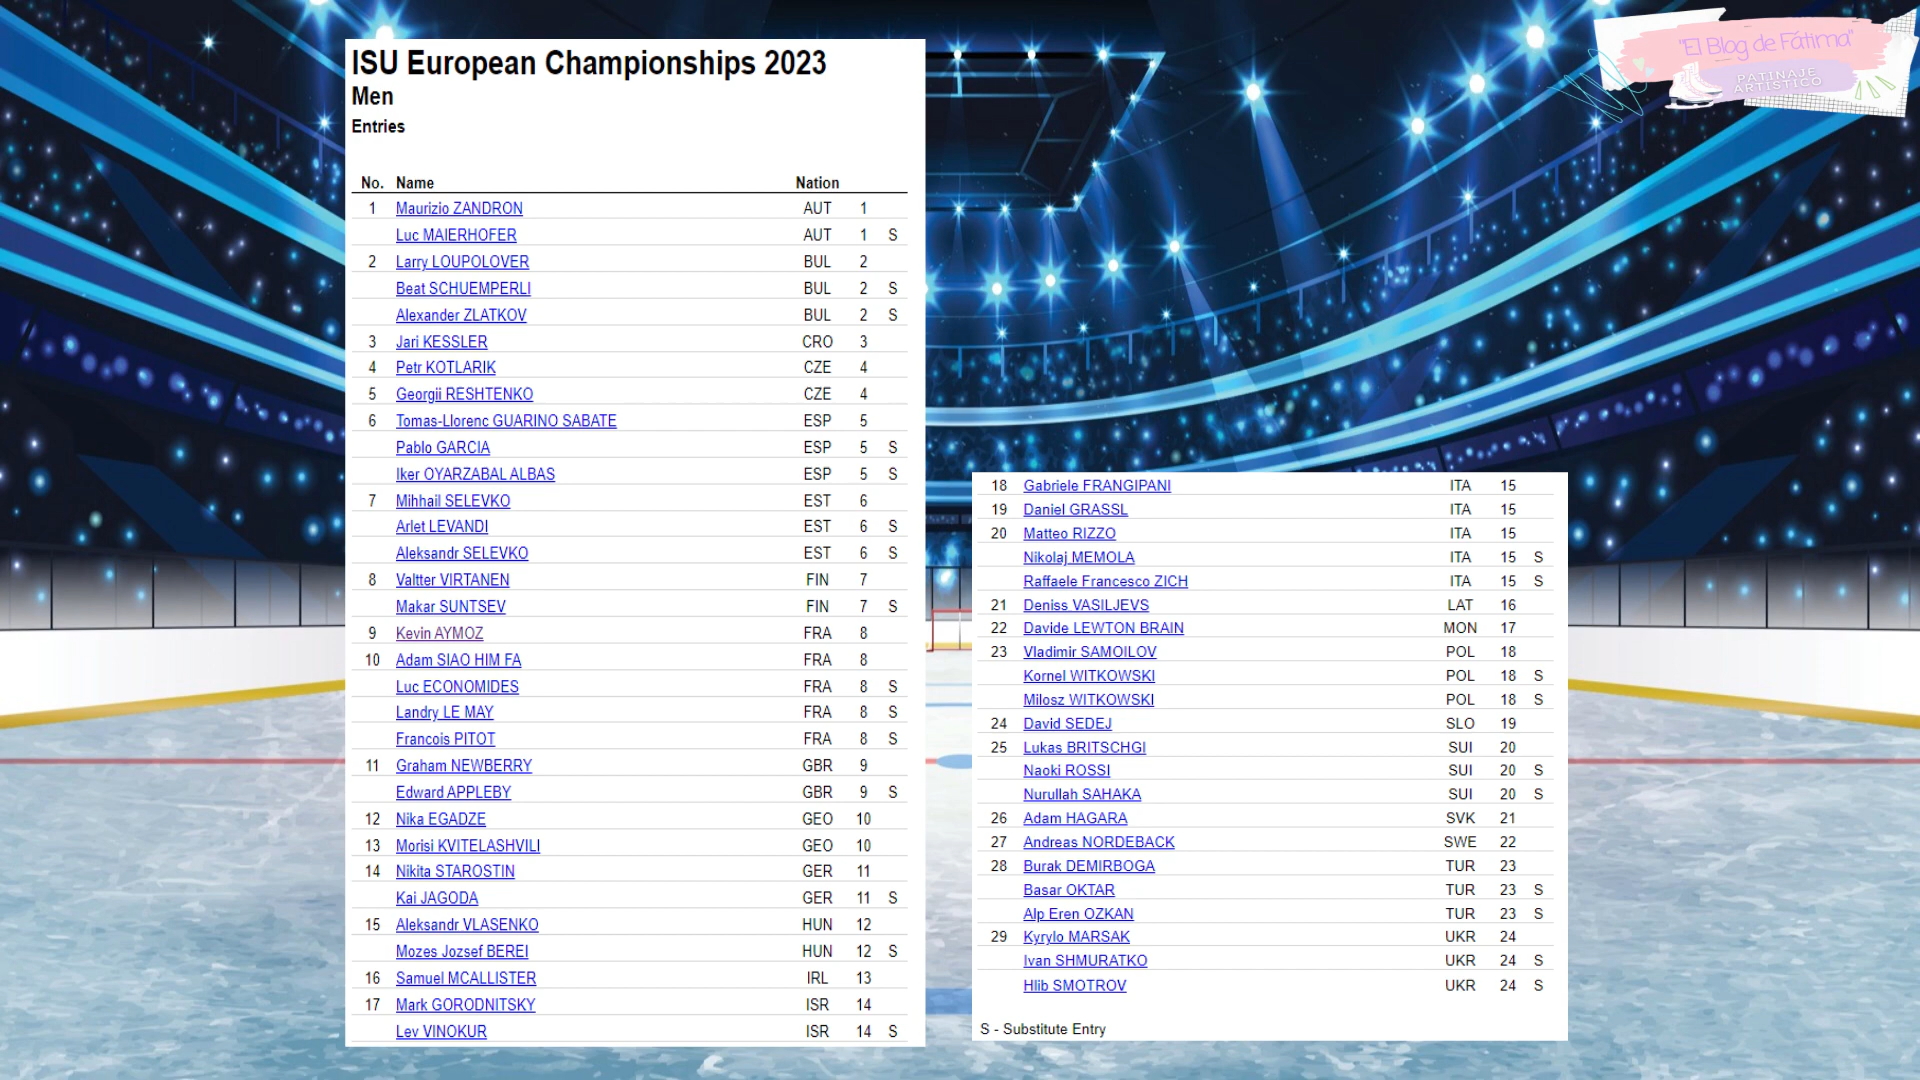 ISU European Championships 2023
Men
Entries
No. Name Nation
1 Maurizio ZANDRON AUT 1
Luc MAIERHOFER AUT 1 S
2 Larry LOUPOLOVER BUL 2
Beat SCHUEMPERLI BUL 2 S
Alexander ZLATKOV BUL 2 S
3 Jari KESSLER CRO 3
4 Petr KOTLARIK CZE 4
5 Georgii RESHTENKO CZE 4
6 Tomas-Llorenc GUARINO SABATE ESP 5
Pablo GARCIA ESP 5 S
Iker OYARZABAL ALBAS ESP 5 S
7 Mihhail SELEVKO EST 6
Arlet LEVANDI EST 6 S
Aleksandr SELEVKO EST 6 S
8 Valtter VIRTANEN FIN 7
Makar SUNTSEV FIN 7 S
9 Kevin AYMOZ FRA 8
10 Adam SIAO HIM FA FRA 8
Luc ECONOMIDES FRA 8 S
Landry LE MAY FRA 8 S
Francois PITOT FRA 8 S
11 Graham NEWBERRY GBR 9
Edward APPLEBY GBR 9 S
12 Nika EGADZE GEO 10
13 Morisi KVITELASHVILI GEO 10
14 Nikita STAROSTIN GER 11
Kai JAGODA GER 11 S
15 Aleksandr VLASENKO HUN 12
Mozes Jozsef BEREI HUN 12 S
16 Samuel MCALLISTER IRL 13
17 Mark GORODNITSKY ISR 14
Lev VINOKUR ISR 14 S
18 Gabriele FRANGIPANI ITA 15
19 Daniel GRASSL ITA 15
20 Matteo RIZZO ITA 15
Nikolaj MEMOLA ITA 15 S
Raffaele Francesco ZICH ITA 15 S
21 Deniss VASILJEVS LAT 16
22 Davide LEWTON BRAIN MON 17
23 Vladimir SAMOILOV POL 18
Kornel WITKOWSKI POL 18 S
Milosz WITKOWSKI POL 18 S
24 David SEDEJ SLO 19
25 Lukas BRITSCHGI SUI 20
Naoki ROSSI SUI 20 S
Nurullah SAHAKA SUI 20 S
26 Adam HAGARA SVK 21
27 Andreas NORDEBACK SWE 22
28 Burak DEMIRBOGA TUR 23
Basar OKTAR TUR 23 S
Alp Eren OZKAN TUR 23 S
29 Kyrylo MARSAK UKR 24
Ivan SHMURATKO UKR 24 S
Hlib SMOTROV UKR 24 S
S - Substitute Entry
"El Blog de Fátima"
PATINAJE
ARTÍSTICO